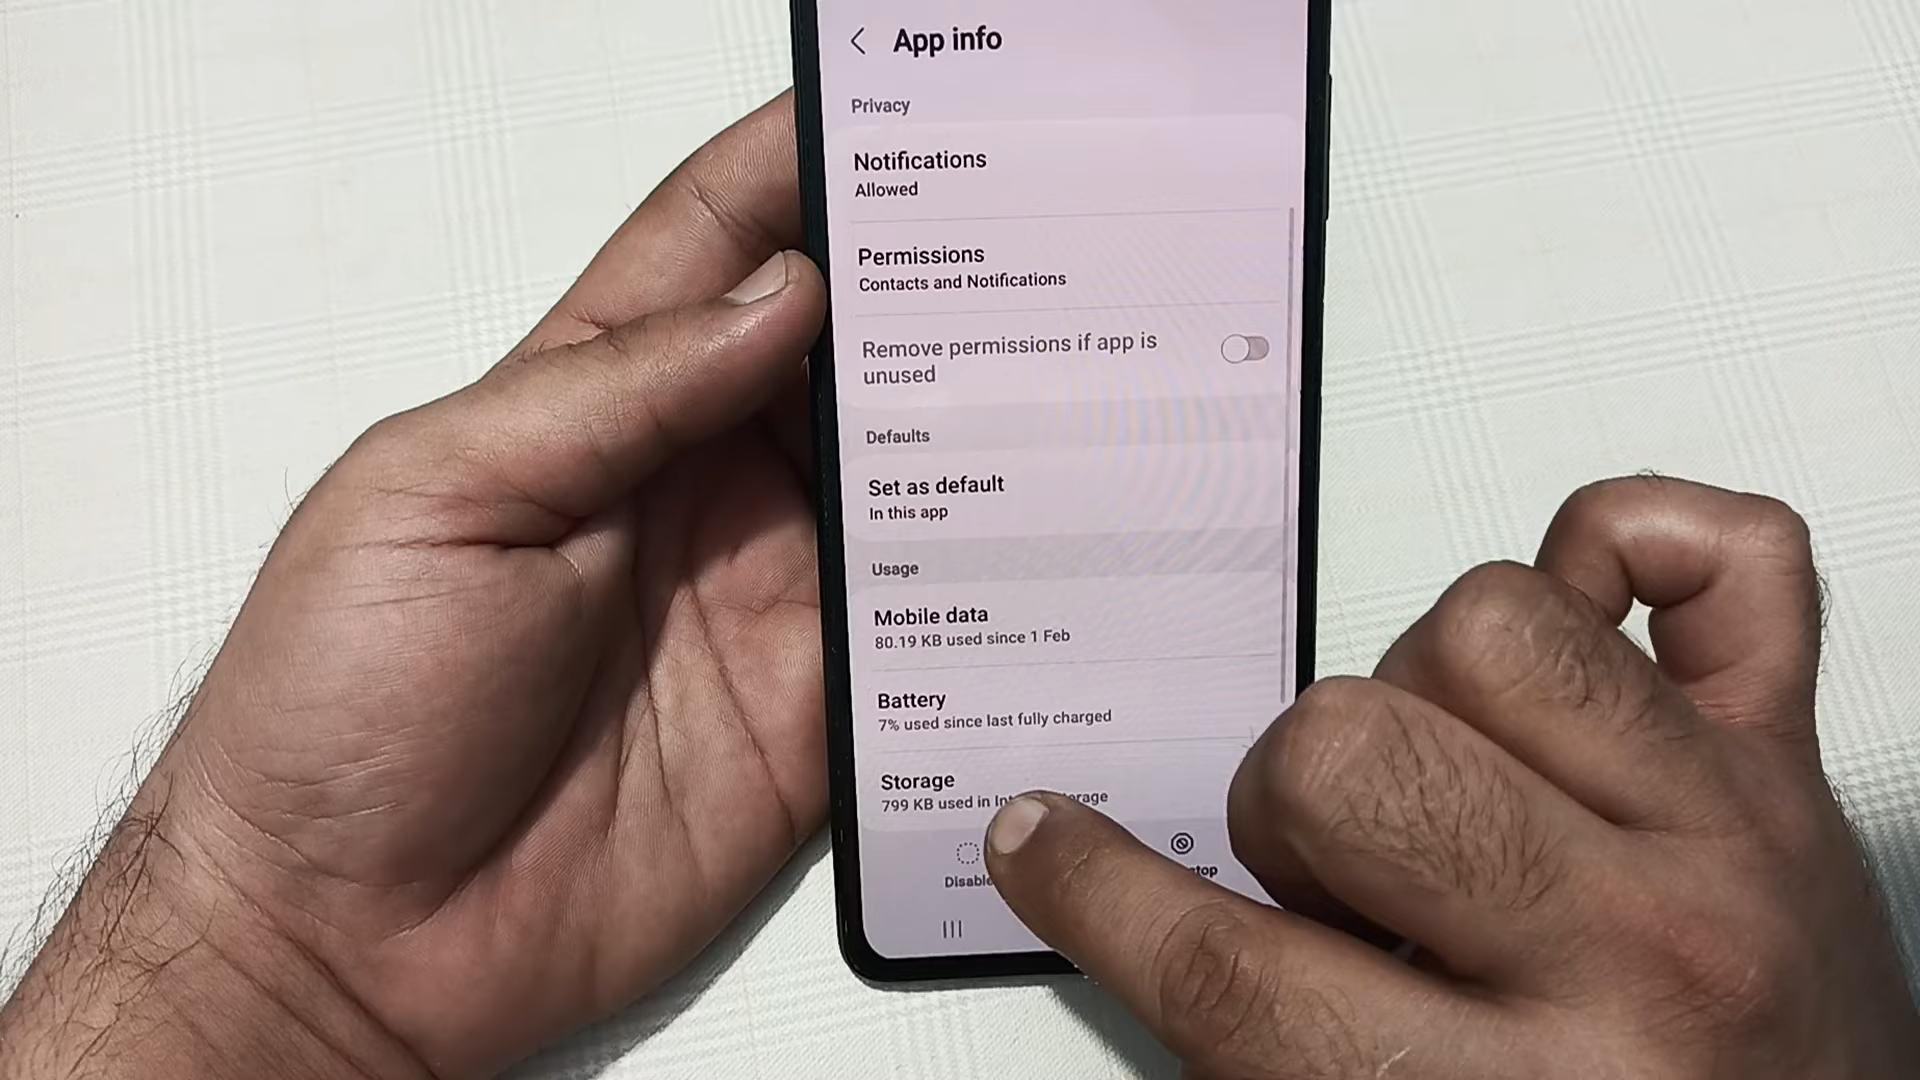 App info
Privacy
Notifications
Allowed
Permissions
Contacts and Notifications
Remove permissions if app is
unused
Defaults
Set as default
In this app
Usage
Mobile data
80.19 KB used since 1 Feb
Battery
7% used since last fully charged
Storage
799 KB used in